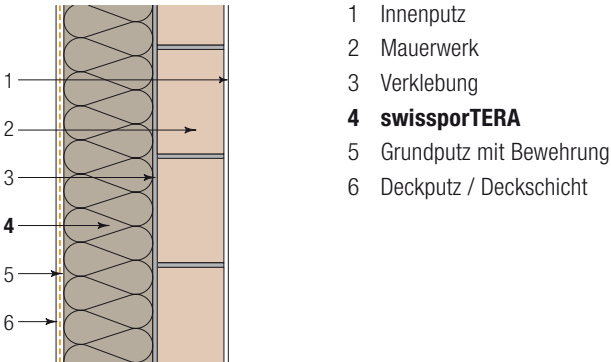 1
2
3
4
5
6
1 Innenputz
2 Mauerwerk
3 Verklebung
4 swissporTERA
5 Grundputz mit Bewehrung
6 Deckputz / Deckschicht